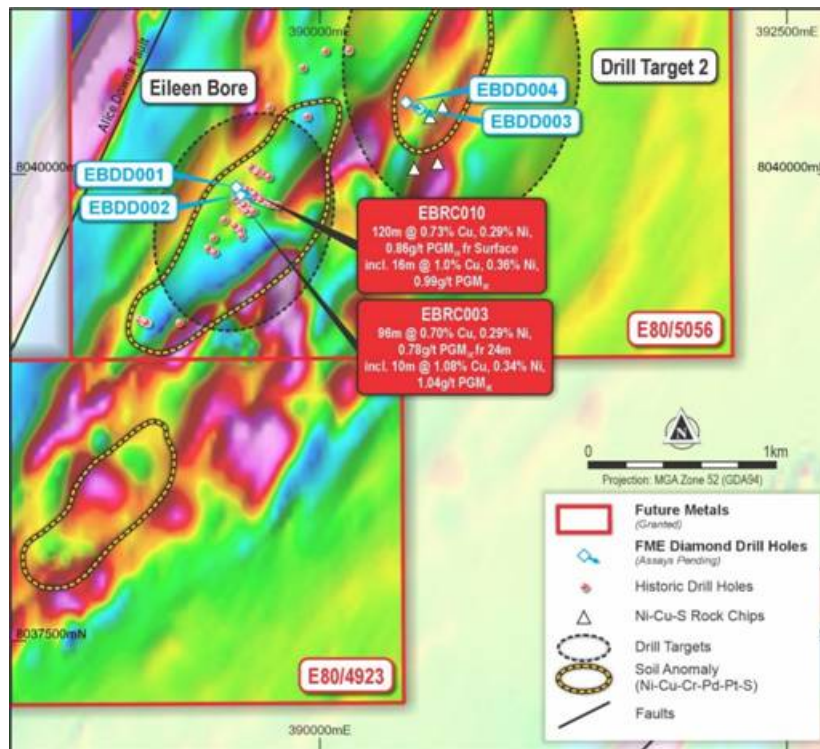 390000mE
392500mE
Alice Downs Fault
Eileen Bore
Drill Target 2
EBDD004
EBDD003
8040000mN
8040000mN
EBDD001
EBDD002
EBRC010
120m @ 0.73% Cu, 0.29% Ni,
0.86g/t PGM3E fr Surface
incl. 16m @ 1.0% Cu, 0.36% Ni,
0.99g/t PGM3E
EBRC003
96m @ 0.70% Cu, 0.29% Ni,
0.78g/t PGM3E fr 24m
incl. 10m @ 1.08% Cu, 0.34% Ni,
1.04g/t PGM3E
E80/5056
N
0
1km
Projection: MGA Zone 52 (GDA94)
Future Metals
(Granted)
FME Diamond Drill Holes
(Assays Pending)
Historic Drill Holes
Ni-Cu-S Rock Chips
Drill Targets
Soil Anomaly
(Ni-Cu-Cr-Pd-Pt-S)
Faults
8037500mN
E80/4923
390000mE